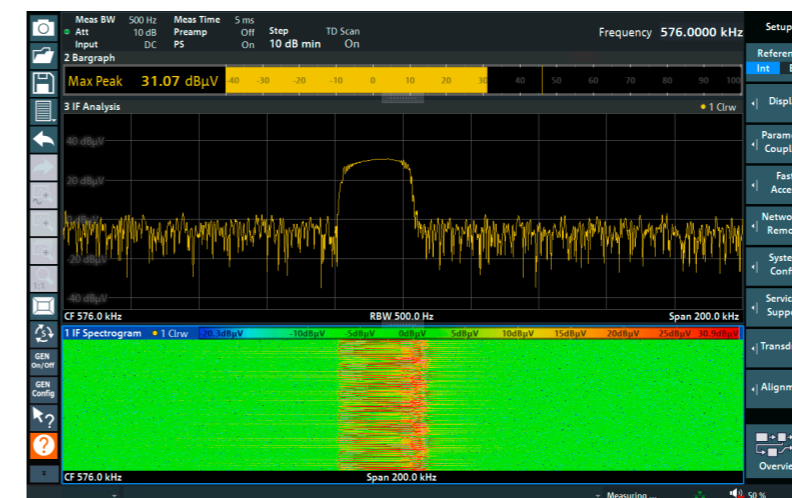 Meas BW 500 Hz Meas Time 5 ms
Att 10 dB Preamp Off Step TD Scan
Input DC PS On 10 dB min On
Frequency 576.0000 kHz
Setup
2 Bargraph
Max Peak 31.07 dBµV
-40 -30 -20 -10 0 10 20 30 40 50 60 70 80 90 100
Int
3 IF Analysis
1 Clrw
40 dBµV
20 dBµV
0 dBµV
-20 dBµV
-40 dBµV
CF 576.0 kHz RBW 500.0 Hz Span 200.0 kHz
1 IF Spectrogram 1 Clrw -20.3dBµV -10dBµV -5dBµV 0dBµV 5dBµV 10dBµV 15dBµV 20dBµV 25dBµV 30.9dBµV
CF 576.0 kHz Span 200.0 kHz
1:1
GEN
On/Off
GEN
Config
Referen
Displ
Param
Coupl
Fast
Acce
Netwo
Remo
Syste
Conf
Servic
Suppo
Transd
Alignm
Overvie
Measuring ... 50 %